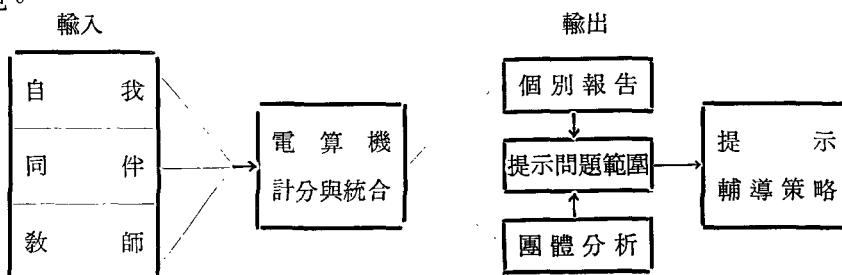 輸入
輸出
自我
同伴
教師
電算機
計分與統合
個別報告
提示問題範圍
團體分析
提示
輔導策略